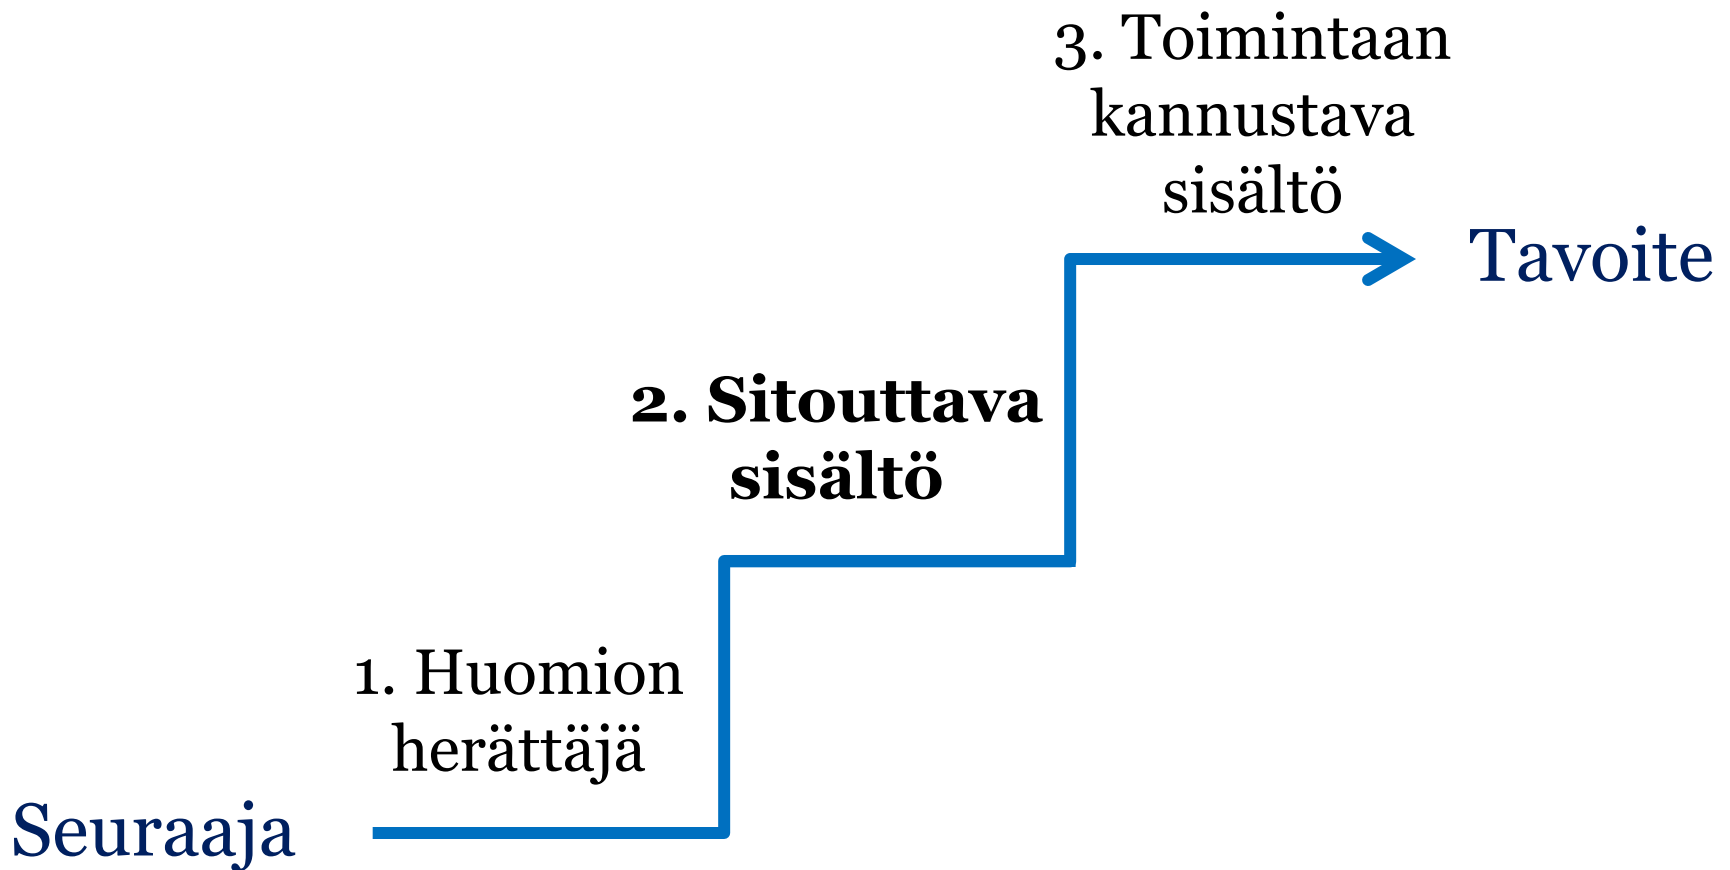 3. Toimintaan
kannustava
sisältö
Tavoite
2. Sitouttava
sisältö
1. Huomion
herättäjä
Seuraaja